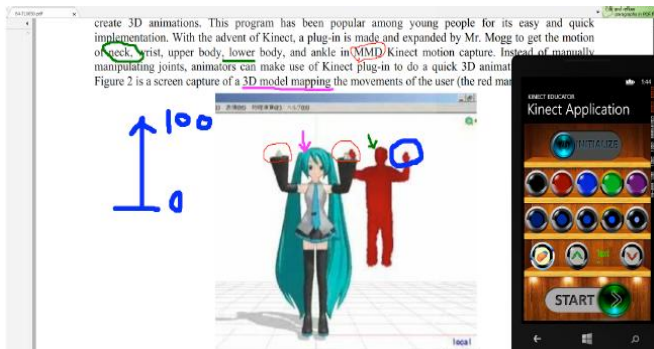 create 3D animations. This program has been popular among young people for its easy and quick
implementation. With the advent of Kinect, a plug-in is made and expanded by Mr. Mogg to get the motion
of neck, wrist, upper body, lower body, and ankle in MMD Kinect motion capture. Instead of manually
manipulating joints, animators can make use of Kinect plug-in to do a quick 3D animat
Figure 2 is a screen capture of a 3D model mapping the movements of the user (the red mar
100
0
local
5:44
KINECT EDUCATOR
Kinect Application
INITIALIZE
START